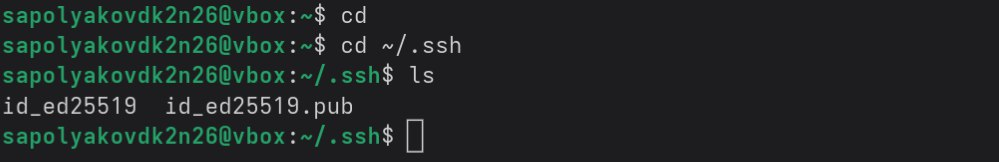 sapolyakovdk2n26@vbox:~$ cd
sapolyakovdk2n26@vbox:~$ cd ~/.ssh
sapolyakovdk2n26@vbox:~/.ssh$ ls
id_ed25519  id_ed25519.pub
sapolyakovdk2n26@vbox:~/.ssh$